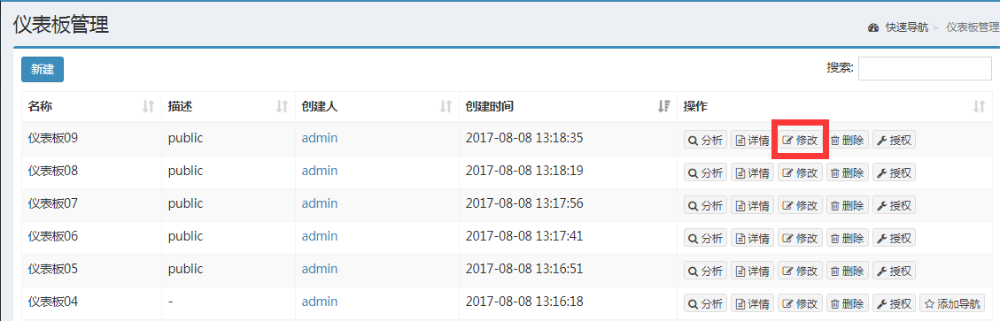 仪表板管理
快速导航 > 仪表板管理
新建
搜索:
名称 描述 创建人 创建时间 操作
仪表板09 public admin 2017-08-08 13:18:35 分析 详情 修改 删除 授权
仪表板08 public admin 2017-08-08 13:18:19 分析 详情 修改 删除 授权
仪表板07 public admin 2017-08-08 13:17:56 分析 详情 修改 删除 授权
仪表板06 public admin 2017-08-08 13:17:41 分析 详情 修改 删除 授权
仪表板05 public admin 2017-08-08 13:16:51 分析 详情 修改 删除 授权
仪表板04 - admin 2017-08-08 13:16:18 分析 详情 修改 删除 授权 添加导航